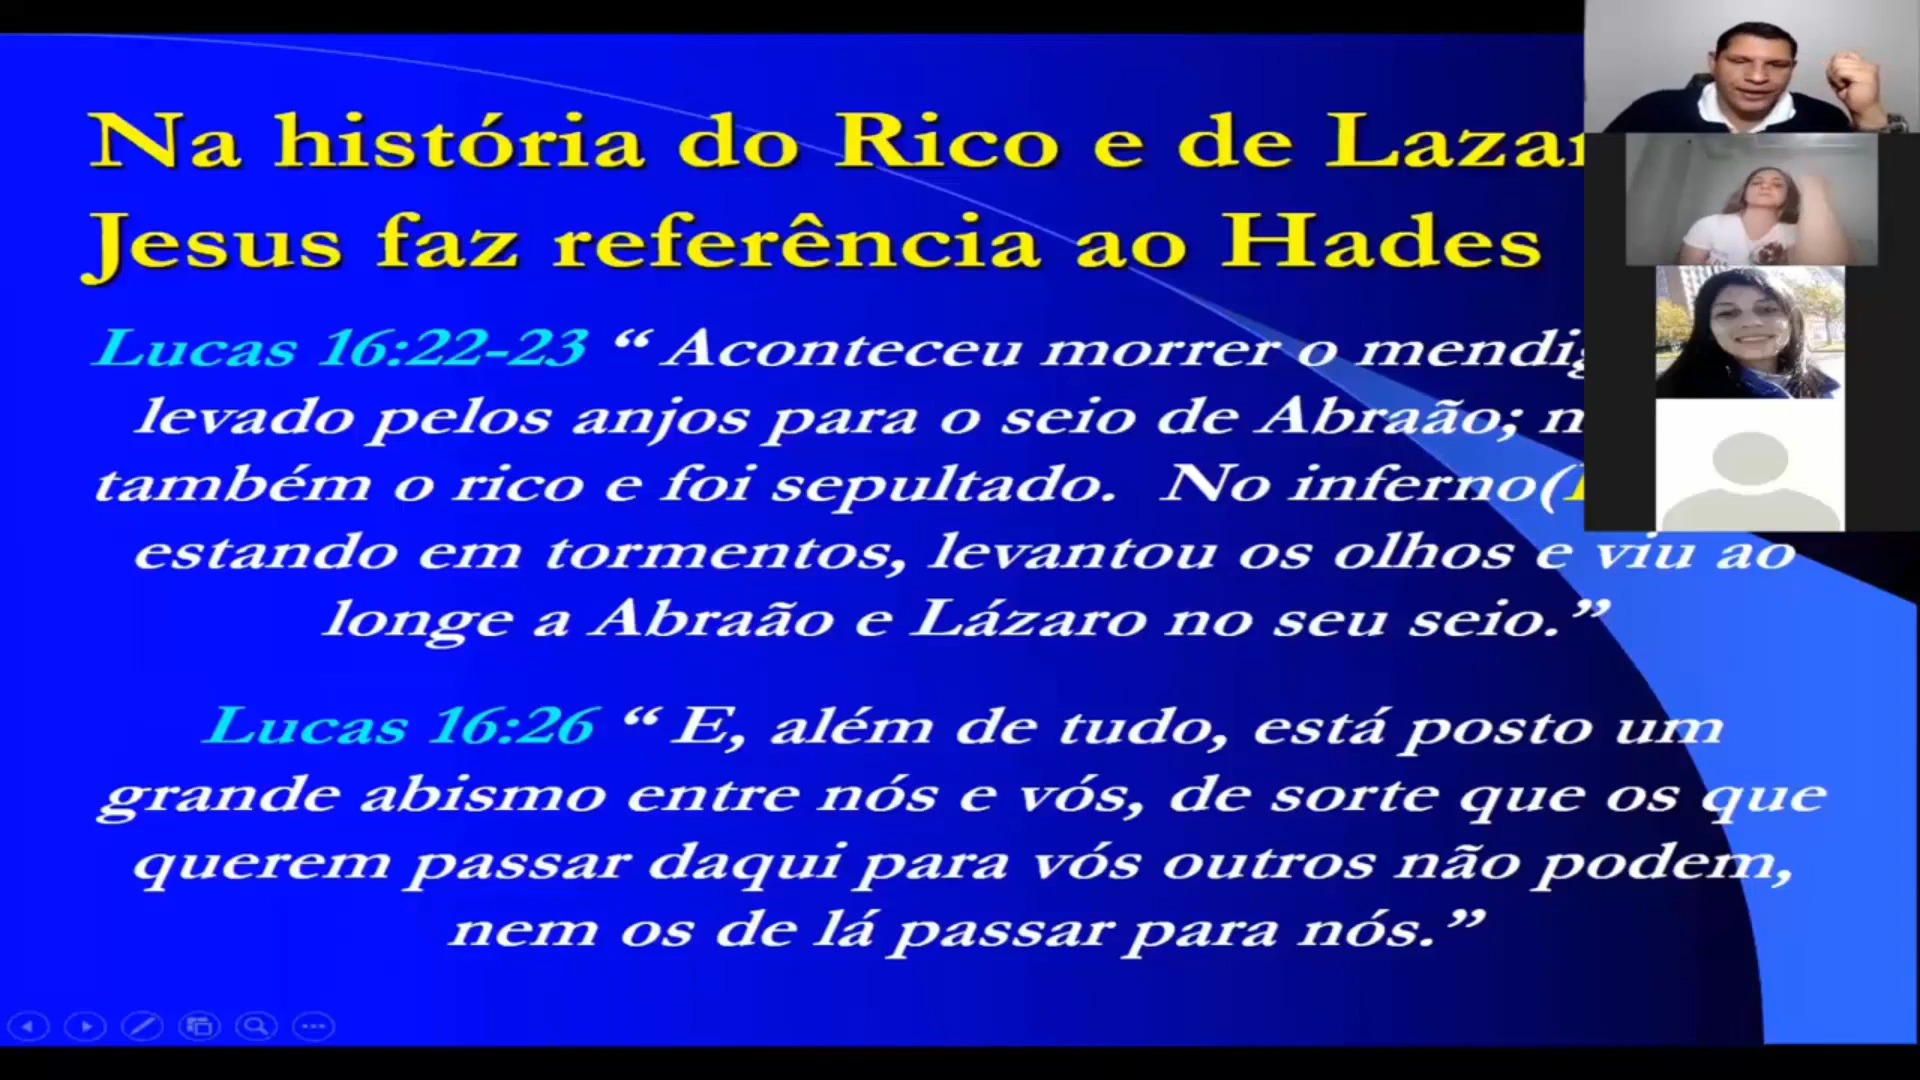 Na história do Rico e de
Jesus faz referência ao Hades
Lucas 16:22-23 “ Aconteceu morrer o
levado pelos anjos para o seio de Abraão;
também o rico e foi sepultado. No inferno(
estando em tormentos, levantou os olhos e viu ao
longe a Abraão e Lázaro no seu seio.”
Lucas 16:26 “ E, além de tudo, está posto um
grande abismo entre nós e vós, de sorte que os que
querem passar daqui para vós outros não podem,
nem os de lá passar para nós.”